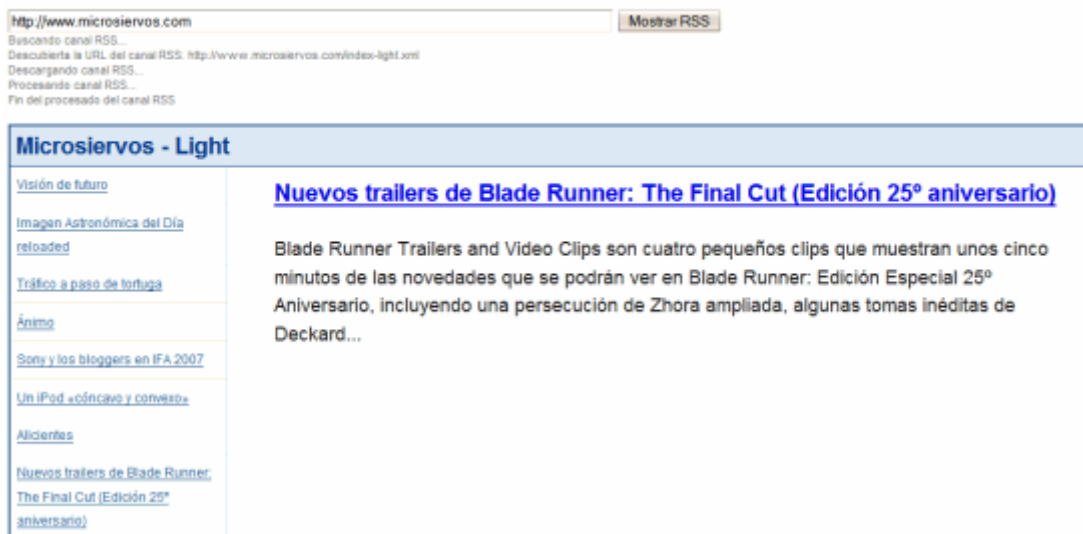 http://www.microsiervos.com Mostrar RSS
Buscando canal RSS...
Descubierta la URL del canal RSS: http://www.microsiervos.com/index-light.xml
Descargando canal RSS...
Procesando canal RSS...
Fin del procesado del canal RSS
Microsiervos - Light
Visión de futuro
Imagen Astronómica del Día
reloaded
Tráfico a paso de tortuga
Ánimo
Sony y los bloggers en IFA 2007
Un iPod «cóncavo y convexo»
Alicientes
Nuevos trailers de Blade Runner:
The Final Cut (Edición 25º
aniversario)
Nuevos trailers de Blade Runner: The Final Cut (Edición 25º aniversario)
Blade Runner Trailers and Video Clips son cuatro pequeños clips que muestran unos cinco
minutos de las novedades que se podrán ver en Blade Runner: Edición Especial 25º
Aniversario, incluyendo una persecución de Zhora ampliada, algunas tomas inéditas de
Deckard...